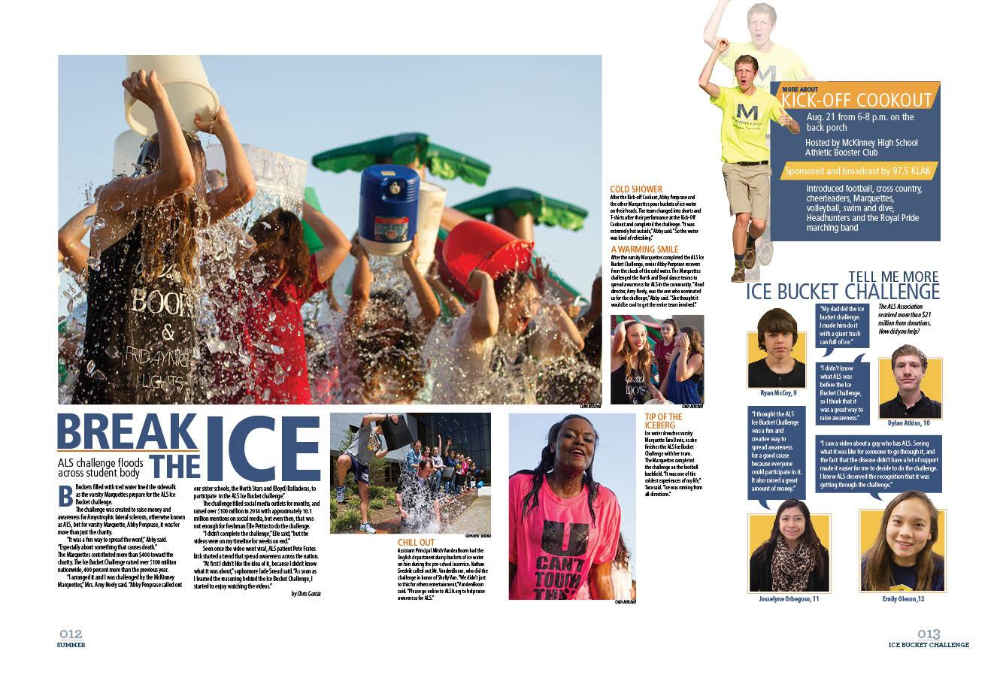 BOOTS
&
FRIDAY NIGHT
LIGHTS
Colin Mitchell
BREAK
THE
ICE
ALS challenge floods
across student body
B
Buckets filled with iced water lined the sidewalk
as the varsity Marquettes prepare for the ALS Ice
Bucket challenge.
The challenge was created to raise money and
awareness for Amyotrophic lateral sclerosis, otherwise known
as ALS, but for varsity Marquette, Abby Penprase, it was for
more than just the charity.
"It was a fun way to spread the word," Abby said.
"Especially about something that causes death."
The Marquettes contributed more than $400 toward the
charity. The Ice Bucket Challenge raised over $100 million
nationwide, 400 percent more than the previous year.
"I arranged it and I was challenged by the McKinney
Marquettes," Mrs. Amy Neely said. "Abby Penprase called out
our sister schools, the North Stars and (Boyd) Balladoras, to
participate in the ALS Ice Bucket challenge."
The challenge filled social media outlets for months, and
raised over $100 million in 2014 with approximately 10.1
million mentions on social media, but even then, that was
not enough for freshman Elle Pettus to do the challenge.
"I didn't complete the challenge," Elle said, "but the
videos were on my timeline for weeks on end."
Seen once the video went viral, ALS patient Pete Frates
kick started a trend that spread awareness across the nation.
"At first I didn't like the idea of it, because I didn't know
what it was about," sophomore Jade Snead said. "As soon as
I learned the reasoning behind the Ice Bucket Challenge, I
started to enjoy watching the videos."
by Chris Garcia
Giovanni Sabala
CHILL OUT
Assistant Principal Mitch VandenBoom had the
English department dump buckets of ice water
on him during the pre-school inservice. Nathan
Svedvik called out Mr. VandenBoom, who did the
challenge in honor of Shelly Van. "We didn't just
to this for others entertainment," VandenBoom
said. "Please go online to ALSA.org to help raise
awareness for ALS."
COLD SHOWER
After the Kick-off Cookout, Abby Penprase and
the other Marquettes pour buckets of ice water
on their heads. The team changed into shorts and
T-shirts after their performance at the Kick-Off
Cookout and completed the challenge. "It was
extremely hot outside," Abby said. "So the water
was kind of refreshing."
A WARMING SMILE
After the varsity Marquettes completed the ALS Ice
Bucket Challenge, senior Abby Penprase recovers
from the shock of the cold water. The Marquettes
challenged the North and Boyd dance teams to
spread awareness for ALS in the community. "Head
director, Amy Neely, was the one who nominated
us for the challenge," Abby said. "She thought it
would be cool to get the entire team involved."
Colin Mitchell
U
CAN'T
TOUCH
THIS
Colin Mitchell
TIP OF THE
ICEBERG
Ice water drenches varsity
Marquette Tara Davis, as she
finishes the ALS Ice Bucket
Challenge with her team.
The Marquettes completed
the challenge on the football
backfield. "It was one of the
coldest experiences of my life,"
Tara said. "Ice was coming from
all directions."
M
MCKINNEY HIGH
MORE ABOUT
KICK-OFF COOKOUT
Aug. 21 from 6-8 p.m. on the
back porch
Hosted by McKinney High School
Athletic Booster Club
Sponsored and broadcast by 97.5 KLAK
Introduced football, cross country,
cheerleaders, Marquettes,
volleyball, swim and dive,
Headhunters and the Royal Pride
marching band
TELL ME MORE
ICE BUCKET CHALLENGE
The ALS Association
received more than $21
million from donations.
How did you help?
"My dad did the ice
bucket challenge.
I made him do it
with a giant trash
can full of ice."
Ryan McCoy, 9
"I didn't know
what ALS was
before the Ice
Bucket Challenge,
so I think that it
was a great way to
raise awareness."
Dylan Atkins, 10
"I thought the ALS
Ice Bucket Challenge
was a fun and
creative way to
spread awareness
for a good cause
because everyone
could participate in it.
It also raised a great
amount of money."
Josselyne Orbegoso, 11
"I saw a video about a guy who has ALS. Seeing
what it was like for someone to go through it, and
the fact that the disease didn't have a lot of support
made it easier for me to decide to do the challenge.
I knew ALS deserved the recognition that it was
getting through the challenge."
Emily Oleson, 12
012
SUMMER
013
ICE BUCKET CHALLENGE